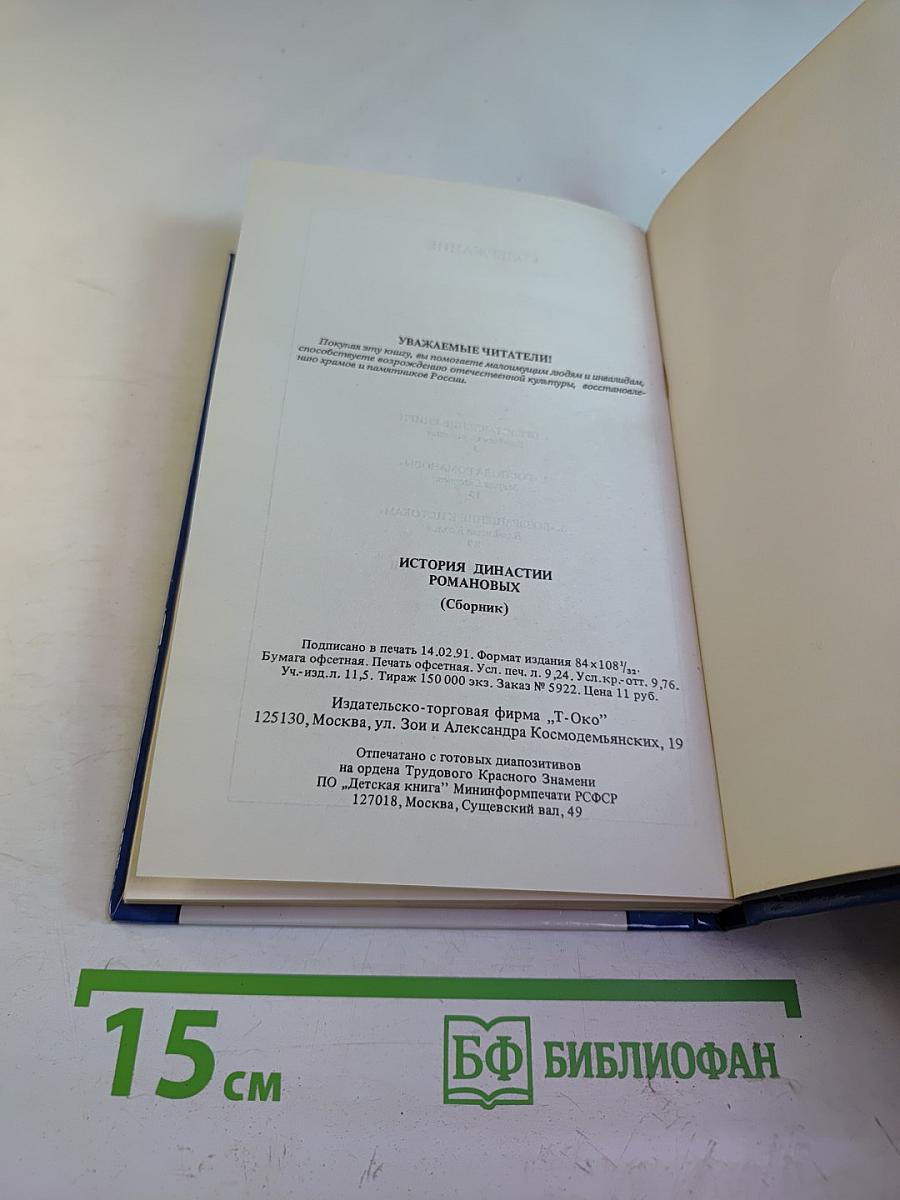 УВАЖАЕМЫЕ ЧИТАТЕЛИ!
Покупая эту книгу, вы помогаете малоимущим людям и инвалидам,
способствуете возрождению отечественной культуры, восстановле-
нию храмов и памятников России.
ИСТОРИЯ ДИНАСТИИ
РОМАНОВЫХ
(Сборник)
Подписано в печать 14.02.91. Формат издания 84×108¹/₃₂.
Бумага офсетная. Печать офсетная. Усл. печ. л. 9,24. Усл.кр.-отт. 9,76.
Уч.-изд.л. 11,5. Тираж 150 000 экз. Заказ № 5922. Цена 11 руб.
Издательско-торговая фирма „Т-Око”
125130, Москва, ул. Зои и Александра Космодемьянских, 19
Отпечатано с готовых диапозитивов
на ордена Трудового Красного Знамени
ПО „Детская книга” Мининформпечати РСФСР
127018, Москва, Сущевский вал, 49
15 см
БФ БИБЛИОФАН